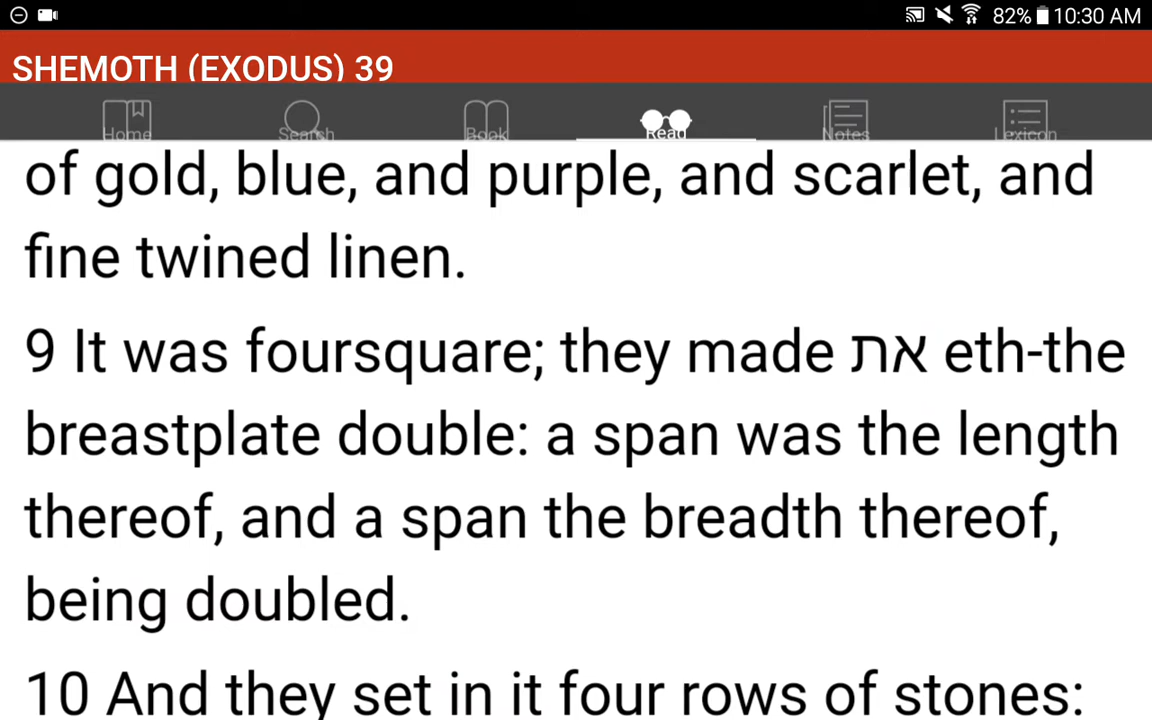 82% 10:30 AM
SHEMOTH (EXODUS) 39
Home Search Book Read Notes Lexicon
of gold, blue, and purple, and scarlet, and
fine twined linen.
9 It was foursquare; they made את eth-the
breastplate double: a span was the length
thereof, and a span the breadth thereof,
being doubled.
10 And they set in it four rows of stones: